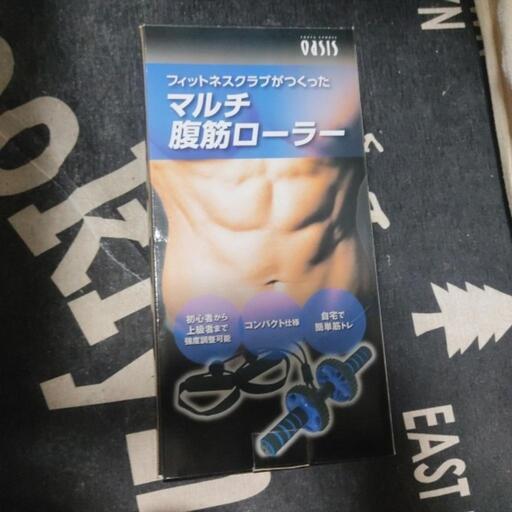 oasis
フィットネスクラブがつくった
マルチ
腹筋ローラー
初心者から
上級者まで
強度調整可能
コンパクト仕様
自宅で
簡単筋トレ
EAST